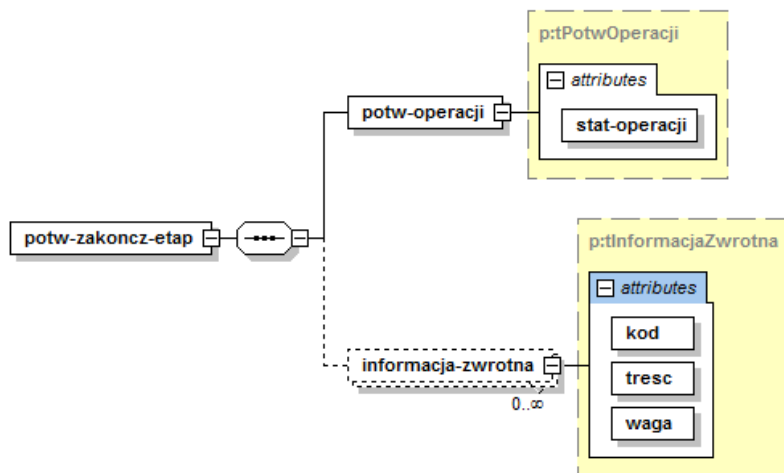 p:tPotwOperacji
attributes
potw-operacji
stat-operacji
potw-zakoncz-etap
p:tInformacjaZwrotna
attributes
kod
informacja-zwrotna
tresc
0..∞
waga